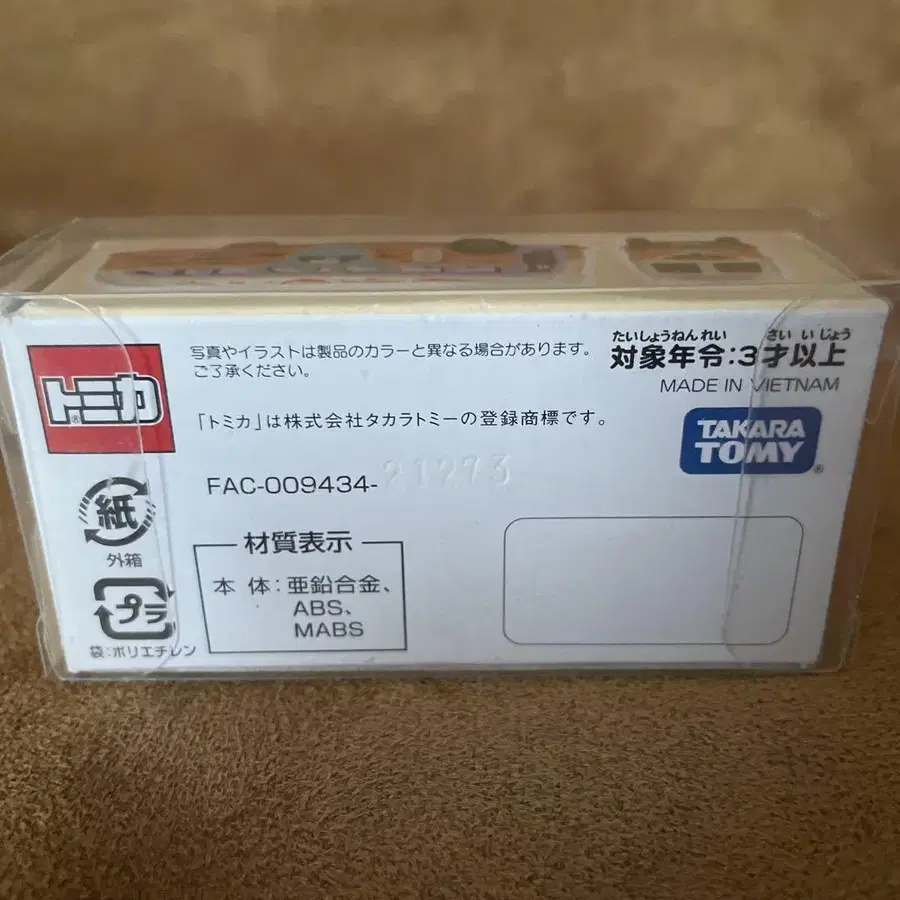 トミカ®
写真やイラストは製品のカラーと異なる場合があります。
ご了承ください。
「トミカ」は株式会社タカラトミーの登録商標です。
FAC-009434-21273
たいしょうねんれい さい いじょう
対象年令:3才以上
MADE IN VIETNAM
TAKARA
TOMY®
紙
外箱
プラ
袋:ポリエチレン
材質表示
本 体:亜鉛合金、
ABS、
MABS